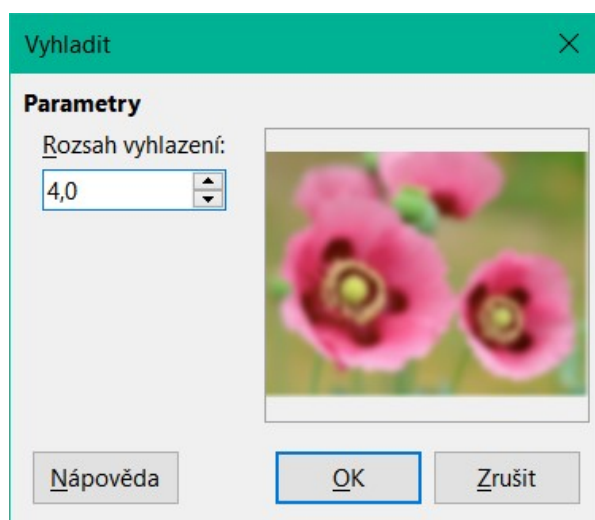 Vyhladit
Parametry
Rozsah vyhlazení:
4,0
Nápověda
OK
Zrušit